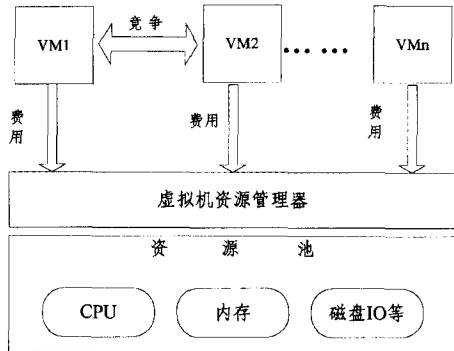 VM1
竞争
VM2
…… 
VMn
费用
费用
费用
虚拟机资源管理器
资源池
CPU
内存
磁盘IO等